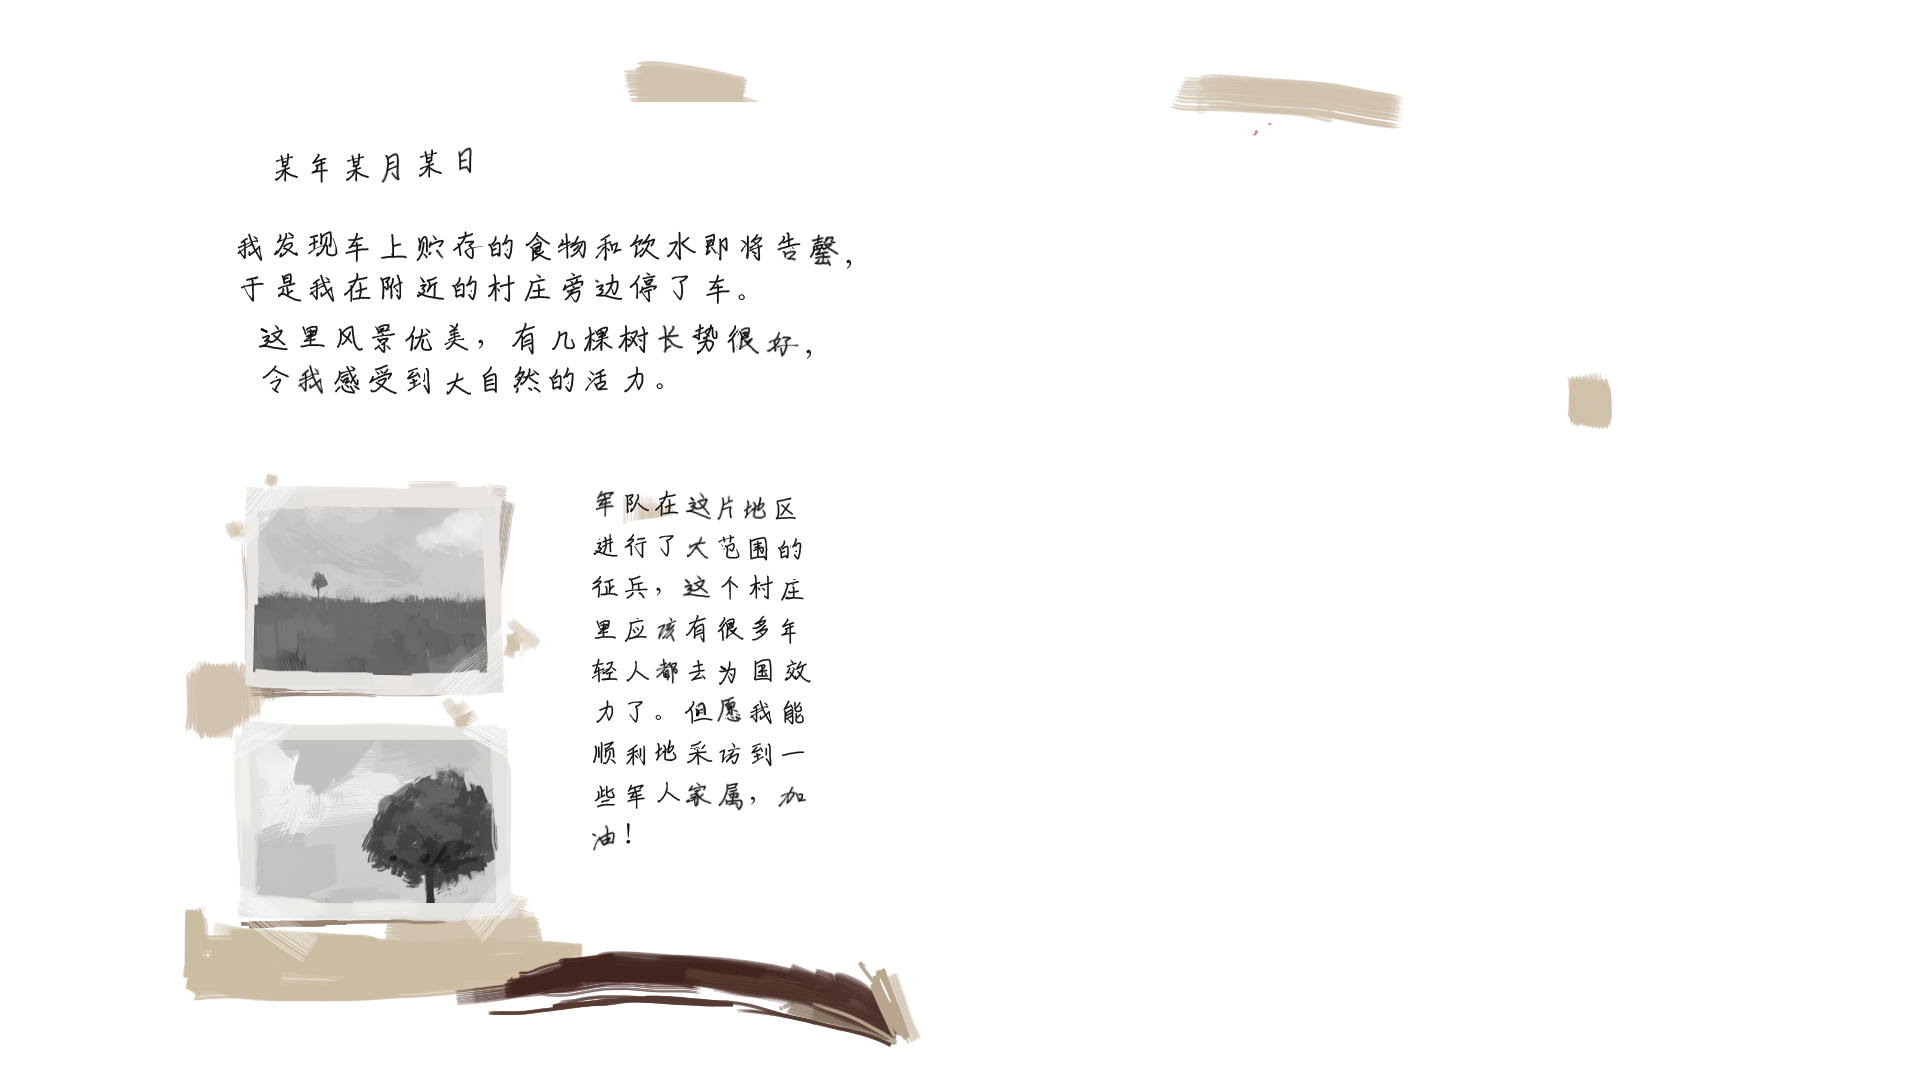 某年某月某日
我发现车上贮存的食物和饮水即将告罄，
于是我在附近的村庄旁边停了车。
这里风景优美，有几棵树长势很好，
令我感受到大自然的活力。
军队在这片地区
进行了大范围的
征兵，这个村庄
里应该有很多年
轻人都去为国效
力了。但愿我能
顺利地采访到一
些军人家属，加
油！